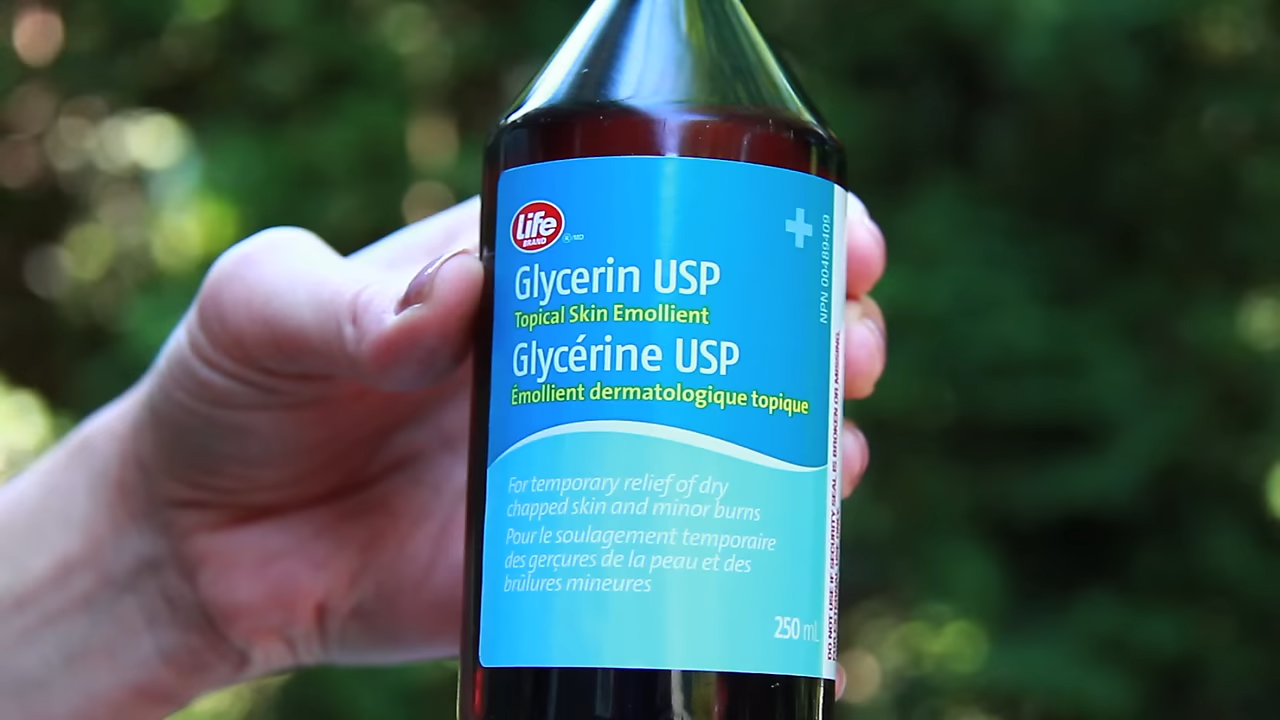 Life
BRAND
®/MD
Glycerin USP
Topical Skin Emollient
Glycérine USP
Émollient dermatologique topique
For temporary relief of dry
chapped skin and minor burns
Pour le soulagement temporaire
des gerçures de la peau et des
brûlures mineures
250 mL
NPN 00489409
DO NOT USE IF SECURITY SEAL IS BROKEN OR MISSING.